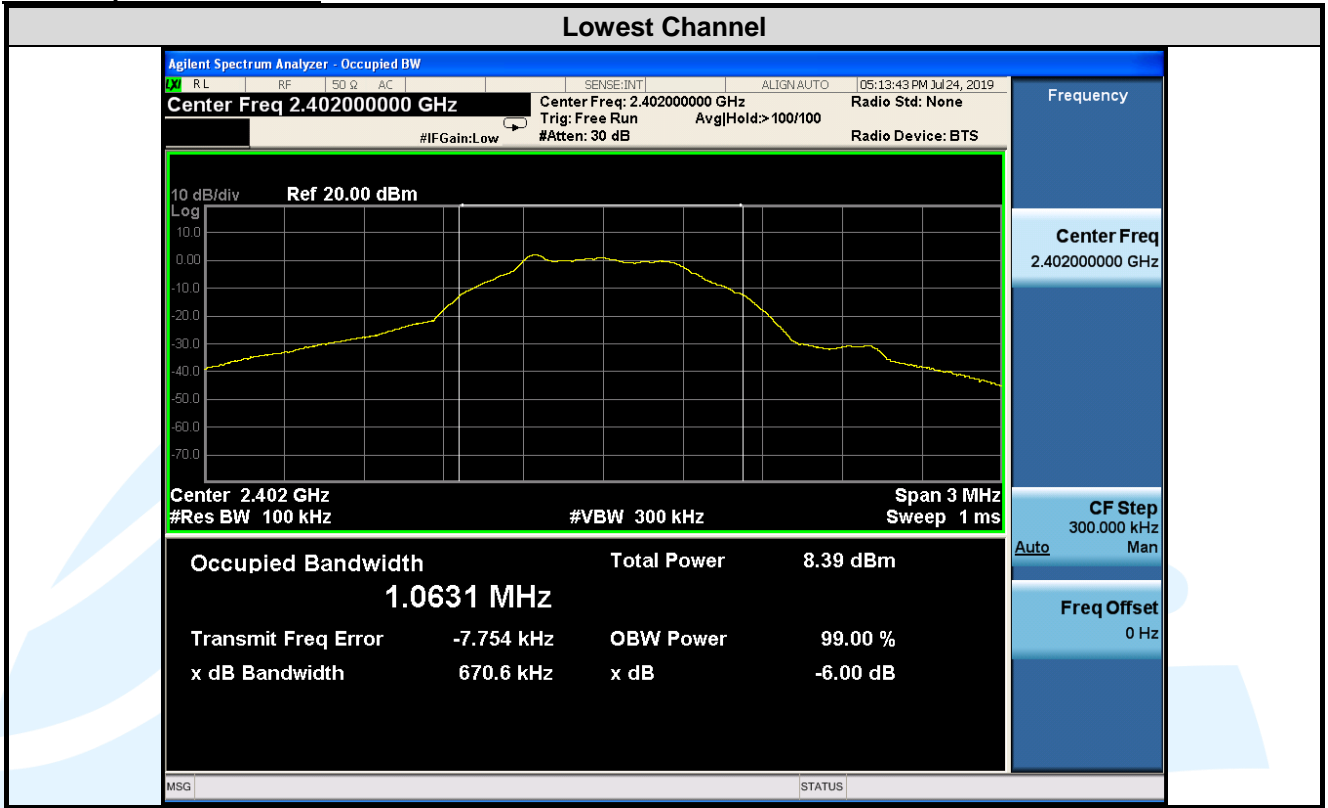 Lowest Channel
Agilent Spectrum Analyzer - Occupied BW
LXI RL RF 50 Ω AC SENSE:INT ALIGN AUTO 05:13:43 PM Jul 24, 2019
Center Freq 2.402000000 GHz Center Freq: 2.402000000 GHz Radio Std: None
Trig: Free Run Avg|Hold:> 100/100
#IFGain:Low #Atten: 30 dB Radio Device: BTS
10 dB/div Ref 20.00 dBm
Log
10.0
0.00
-10.0
-20.0
-30.0
-40.0
-50.0
-60.0
-70.0
Center 2.402 GHz Span 3 MHz
#Res BW 100 kHz #VBW 300 kHz Sweep 1 ms
Occupied Bandwidth Total Power 8.39 dBm
1.0631 MHz
Transmit Freq Error -7.754 kHz OBW Power 99.00 %
x dB Bandwidth 670.6 kHz x dB -6.00 dB
Frequency
Center Freq
2.402000000 GHz
CF Step
300.000 kHz
Auto Man
Freq Offset
0 Hz
MSG STATUS